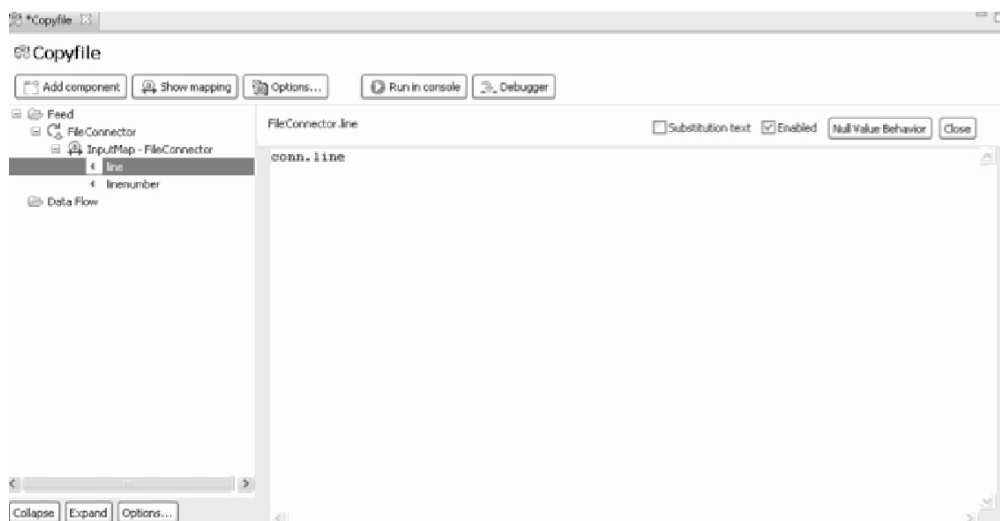 *Copyfile
Copyfile
Add component Show mapping Options... Run in console Debugger
Feed
FileConnector
InputMap - FileConnector
line
linenumber
Data Flow
FileConnector.line
Substitution text Enabled Null Value Behavior Close
conn.line
Collapse Expand Options...